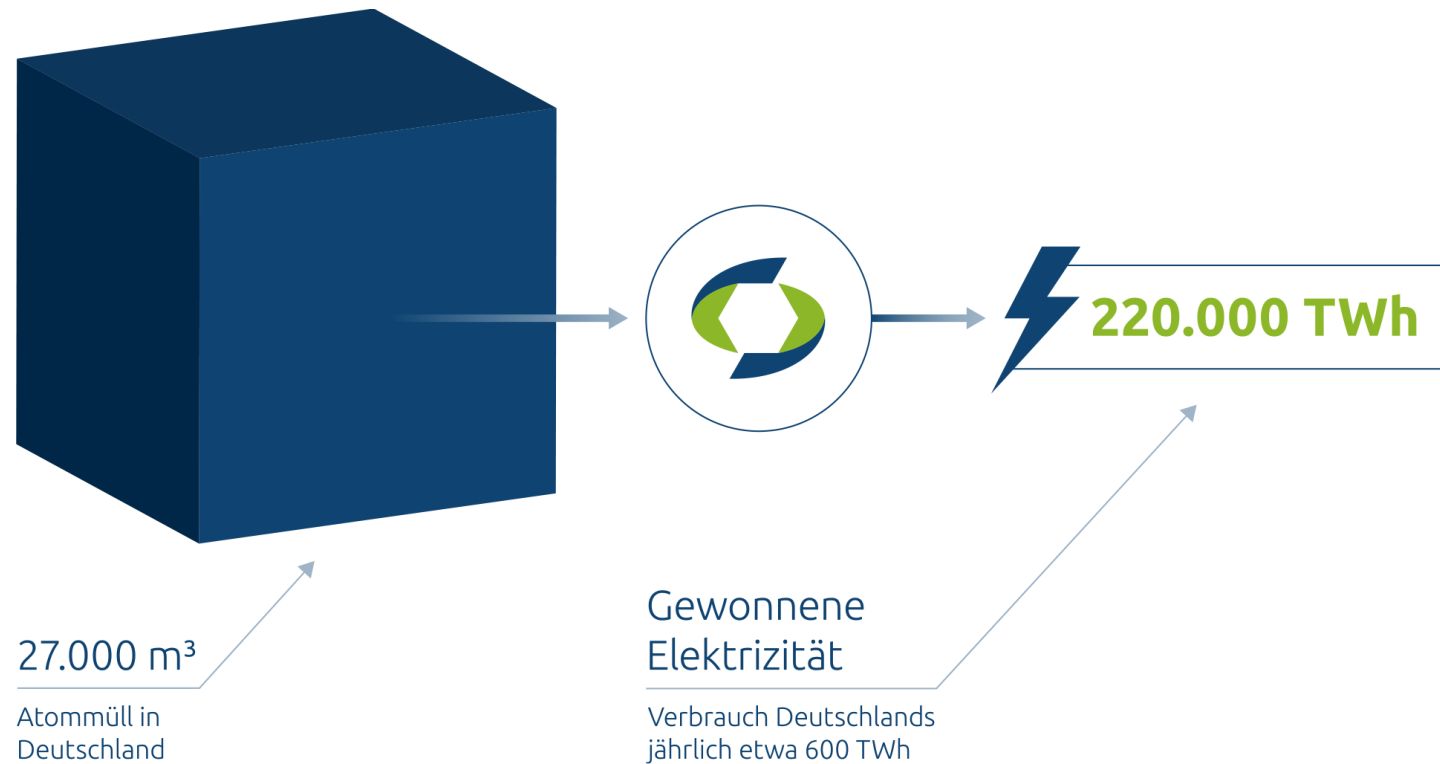 220.000 TWh
27.000 m³
Atommüll in
Deutschland
Gewonnene
Elektrizität
Verbrauch Deutschlands
jährlich etwa 600 TWh